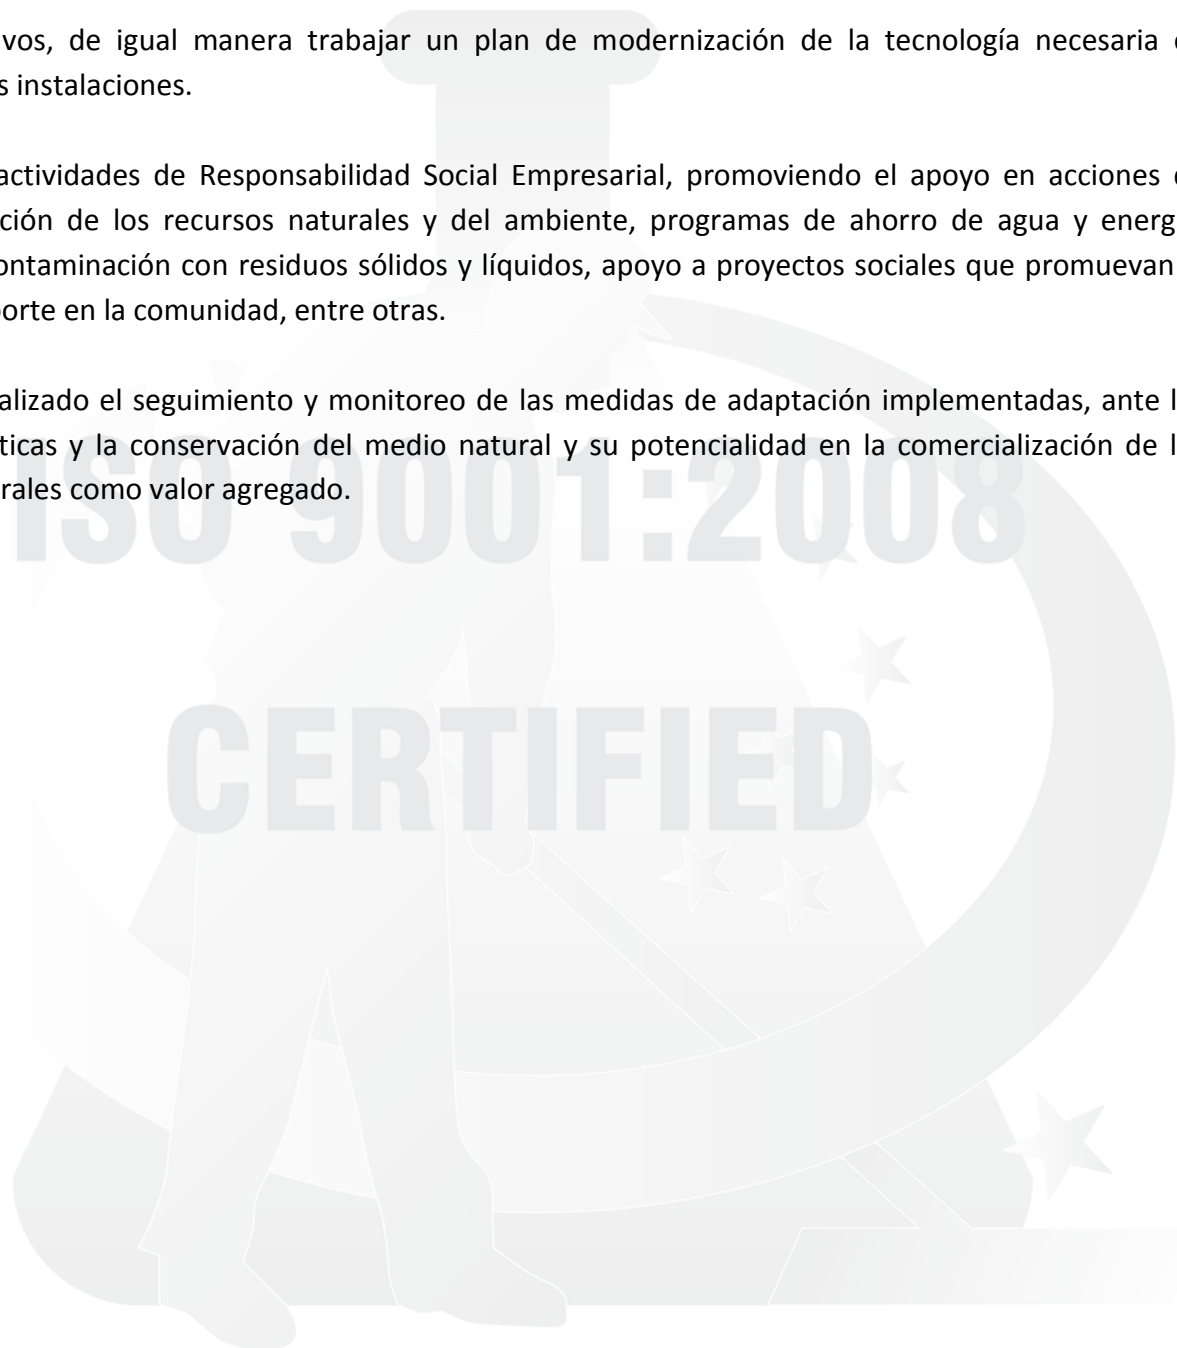 vos, de igual manera trabajar un plan de modernización de la tecnología necesaria
s instalaciones.
actividades de Responsabilidad Social Empresarial, promoviendo el apoyo en acciones
ción de los recursos naturales y del ambiente, programas de ahorro de agua y energ
ontaminación con residuos sólidos y líquidos, apoyo a proyectos sociales que promuevan
orte en la comunidad, entre otras.
alizado el seguimiento y monitoreo de las medidas de adaptación implementadas, ante l
ticas y la conservación del medio natural y su potencialidad en la comercialización de l
rales como valor agregado.
ISO 9001:2008
CERTIFIED